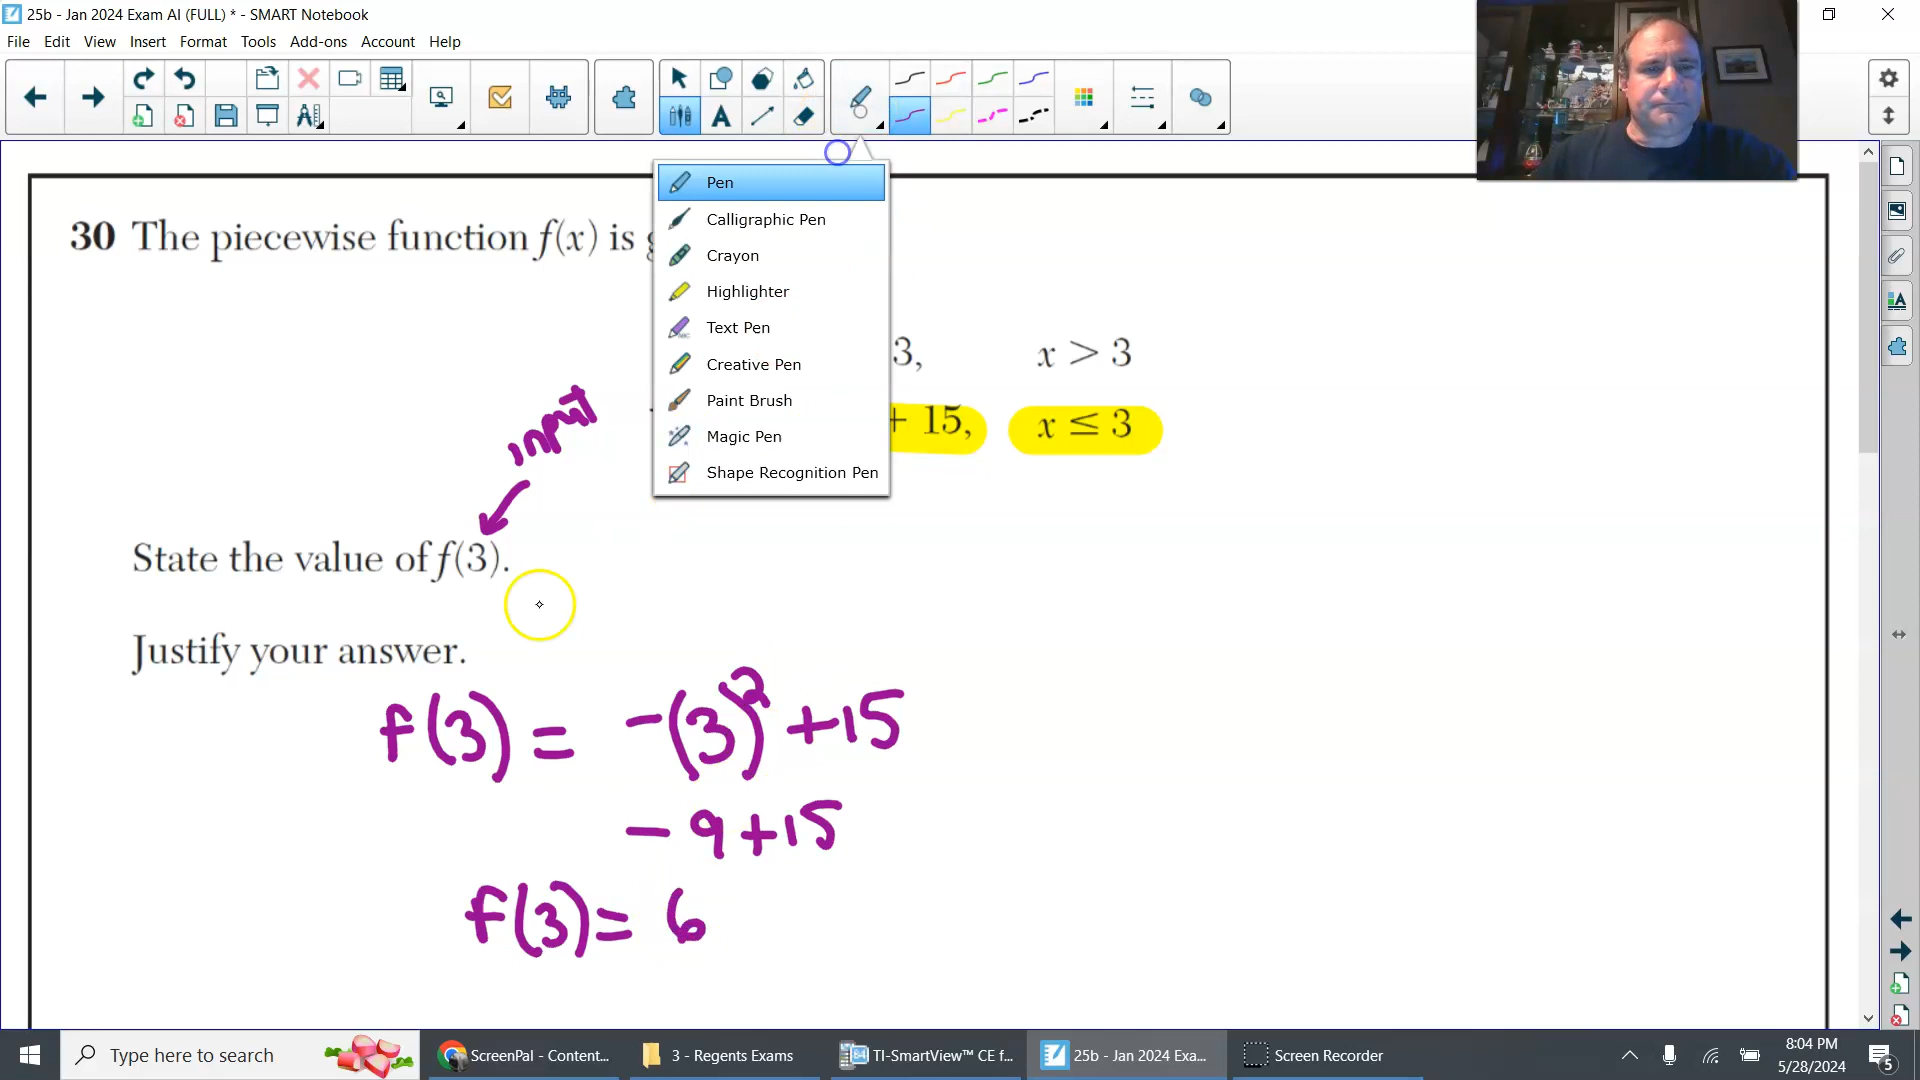 25b - Jan 2024 Exam AI (FULL) * - SMART Notebook
File Edit View Insert Format Tools Add-ons Account Help
Pen
Calligraphic Pen
Crayon
Highlighter
Text Pen
Creative Pen
Paint Brush
Magic Pen
Shape Recognition Pen
30 The piecewise function f(x) is
3, x > 3
+ 15, x ≤ 3
input
State the value of f(3).
Justify your answer.
f(3) = -(3)² +15
- 9 +15
f(3) = 6
Type here to search
ScreenPal - Content...
3 - Regents Exams
84 TI-SmartView™ CE f...
25b - Jan 2024 Exa...
Screen Recorder
8:04 PM
5/28/2024
5